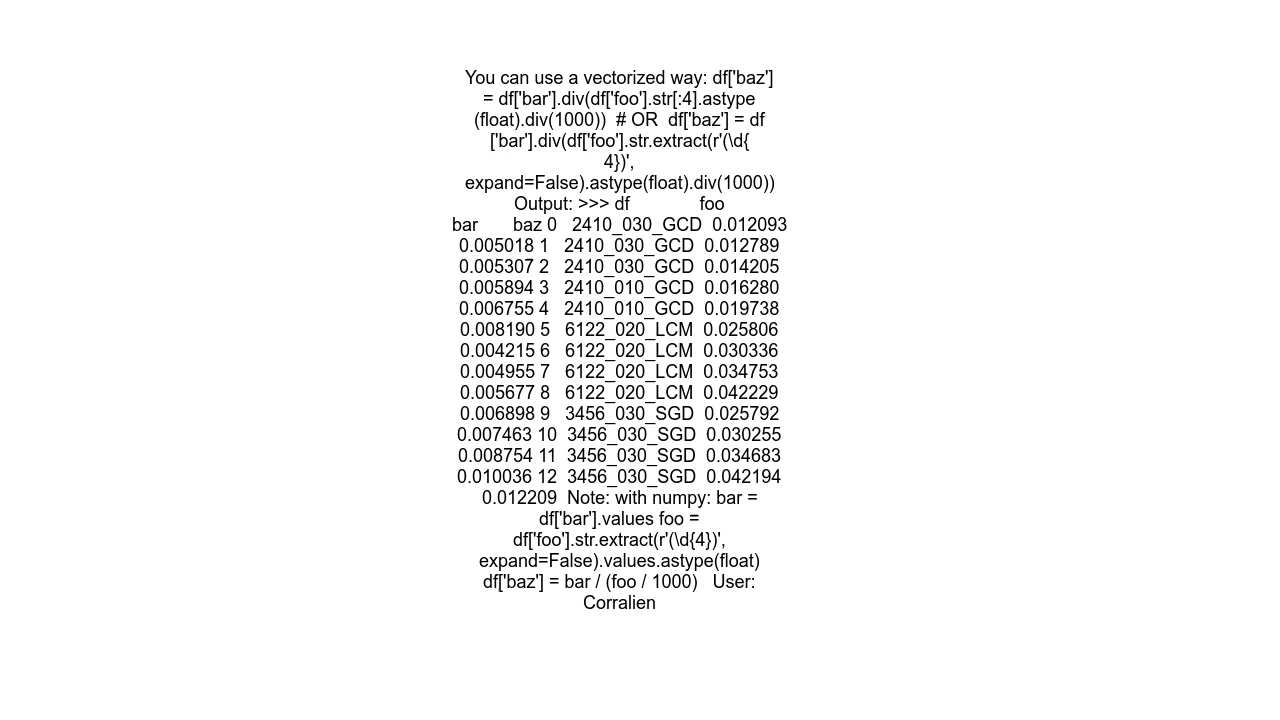 You can use a vectorized way: df['baz']
= df['bar'].div(df['foo'].str[:4].astype
(float).div(1000))  # OR  df['baz'] = df
['bar'].div(df['foo'].str.extract(r'(\d{
4})',
expand=False).astype(float).div(1000))
Output: >>> df              foo
bar       baz 0   2410_030_GCD  0.012093
0.005018 1   2410_030_GCD  0.012789
0.005307 2   2410_030_GCD  0.014205
0.005894 3   2410_010_GCD  0.016280
0.006755 4   2410_010_GCD  0.019738
0.008190 5   6122_020_LCM  0.025806
0.004215 6   6122_020_LCM  0.030336
0.004955 7   6122_020_LCM  0.034753
0.005677 8   6122_020_LCM  0.042229
0.006898 9   3456_030_SGD  0.025792
0.007463 10  3456_030_SGD  0.030255
0.008754 11  3456_030_SGD  0.034683
0.010036 12  3456_030_SGD  0.042194
0.012209  Note: with numpy: bar =
df['bar'].values foo =
df['foo'].str.extract(r'(\d{4})',
expand=False).values.astype(float)
df['baz'] = bar / (foo / 1000)   User:
Corralien